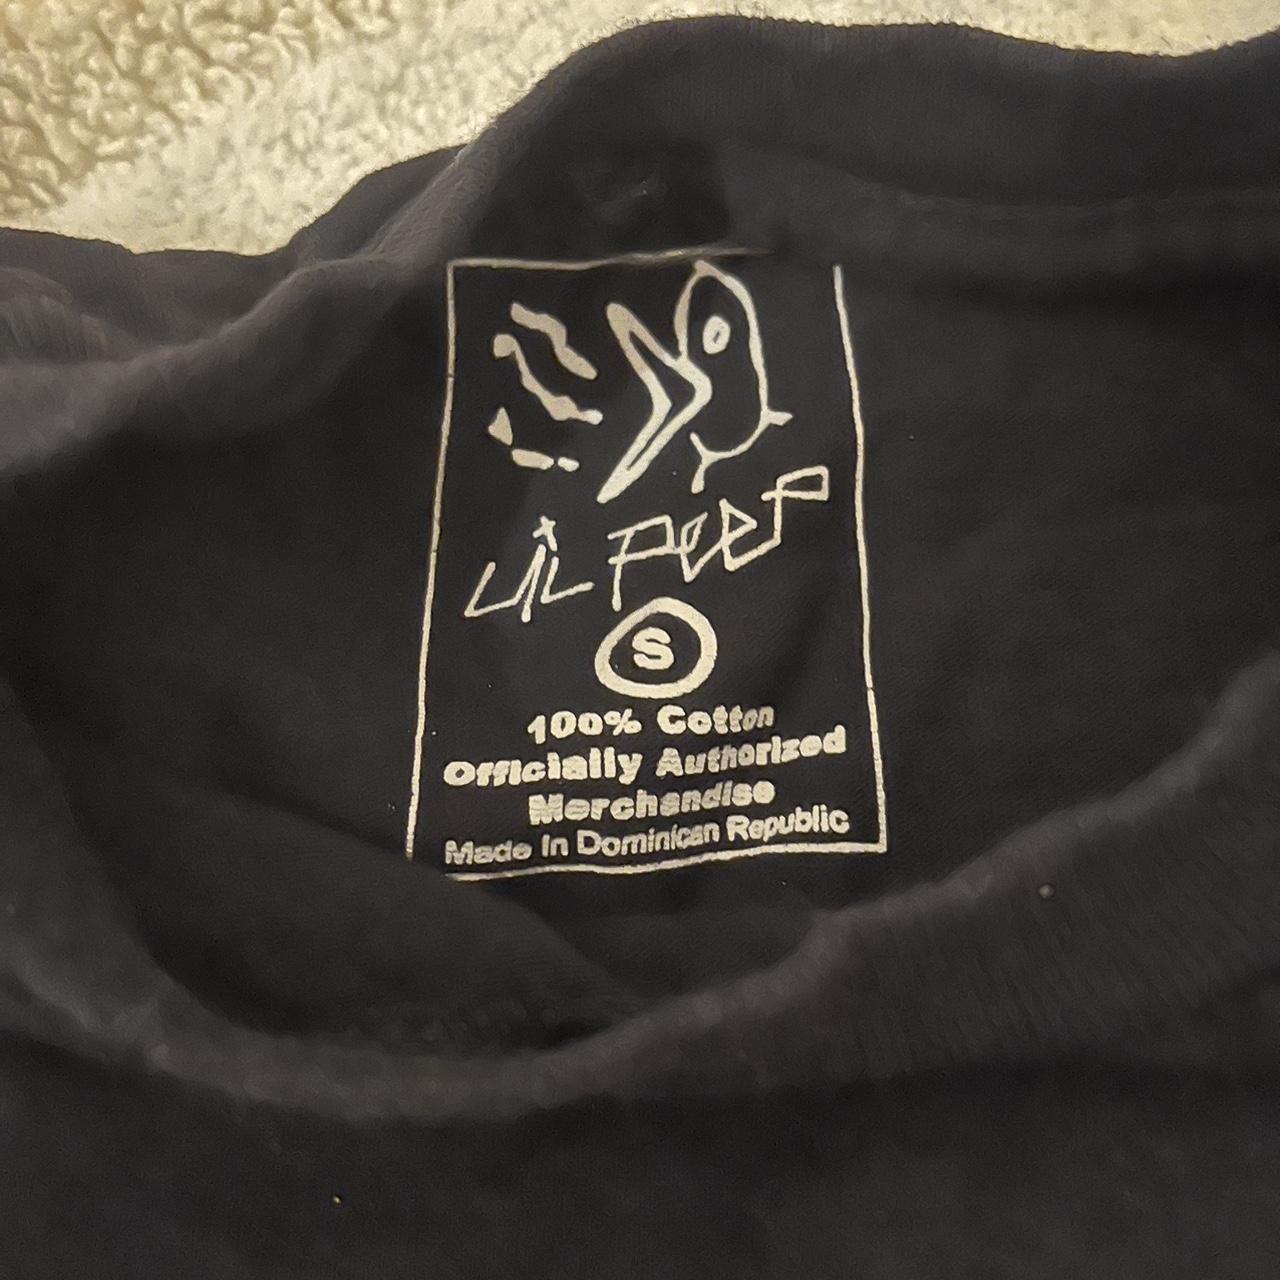 LiL PEEP
S
100% Cotton
Officially Authorized
Merchandise
Made In Dominican Republic